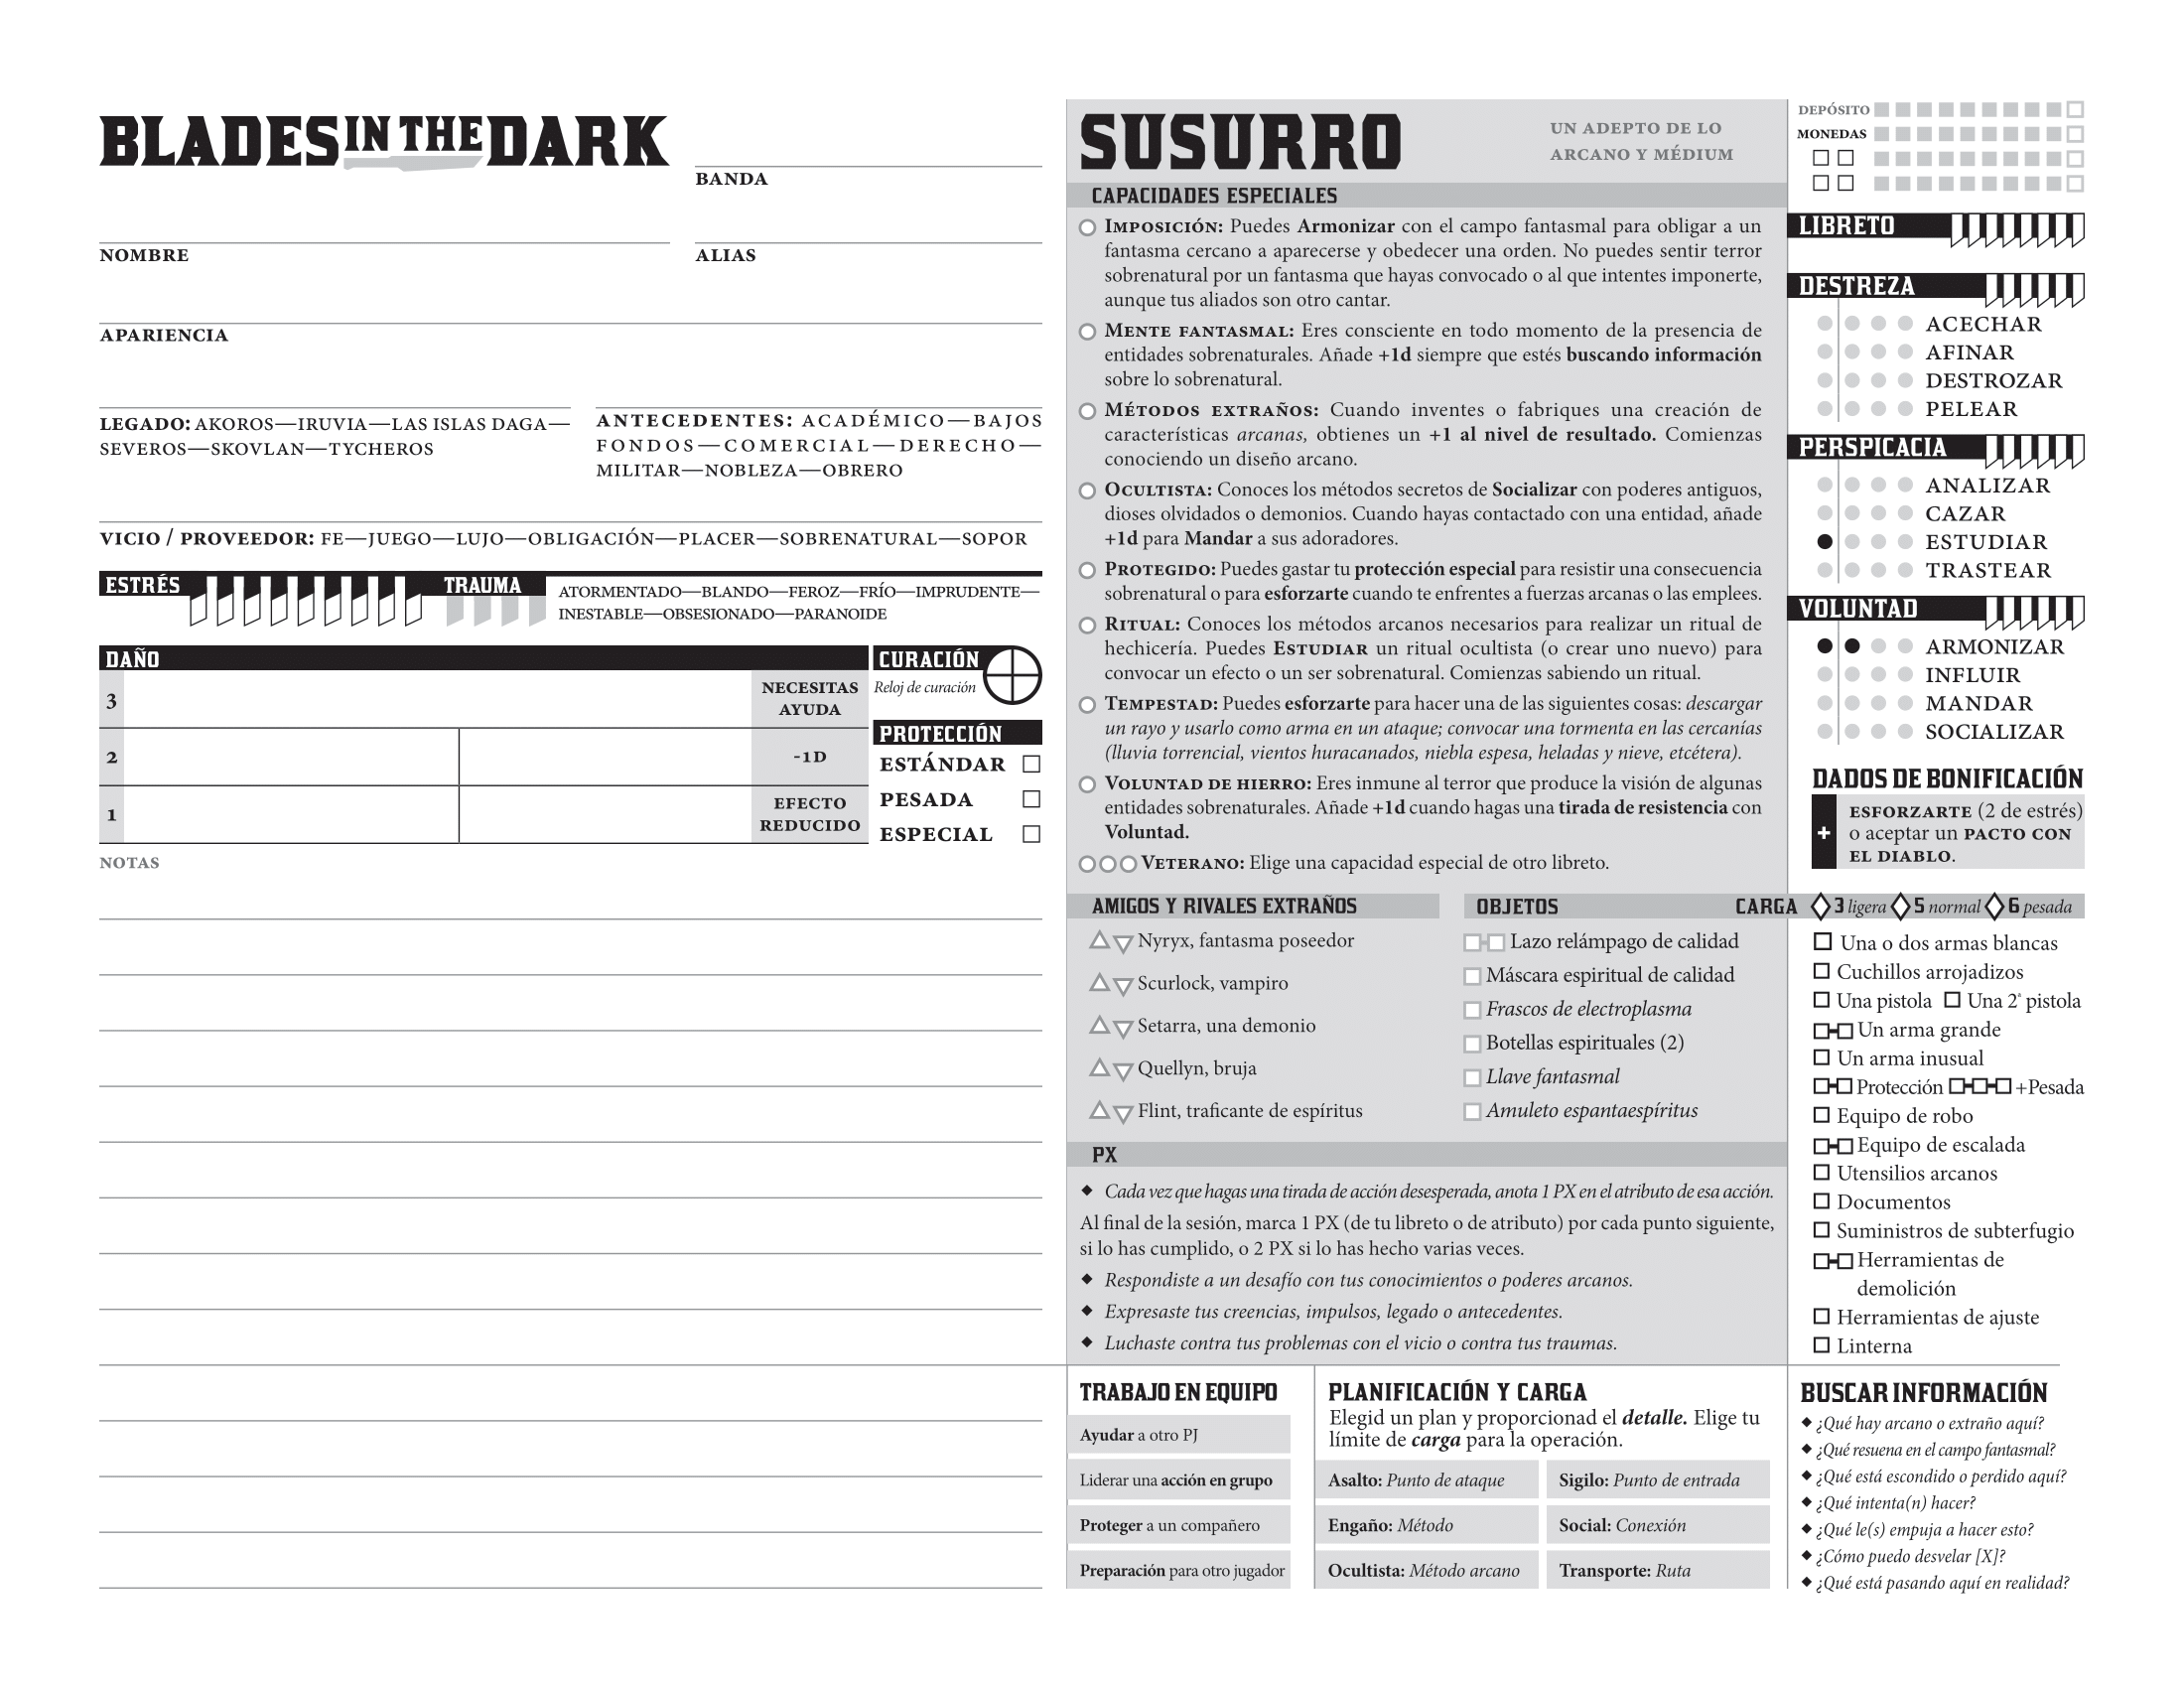 BLADES IN THE DARK
BANDA
NOMBRE
ALIAS
APARIENCIA
LEGADO: AKOROS—IRUVIA—LAS ISLAS DAGA—
SEVEROS—SKOVLAN—TYCHEROS
ANTECEDENTES: ACADÉMICO—BAJOS
FONDOS—COMERCIAL—DERECHO—
MILITAR—NOBLEZA—OBRERO
VICIO / PROVEEDOR: FE—JUEGO—LUJO—OBLIGACIÓN—PLACER—SOBRENATURAL—SOPOR
ESTRÉS
TRAUMA
ATORMENTADO—BLANDO—FEROZ—FRÍO—IMPRUDENTE—
INESTABLE—OBSESIONADO—PARANOIDE
DAÑO
3
NECESITAS
AYUDA
2
-1D
1
EFECTO
REDUCIDO
CURACIÓN
Reloj de curación
PROTECCIÓN
ESTÁNDAR
PESADA
ESPECIAL
NOTAS
SUSURRO
UN ADEPTO DE LO
ARCANO Y MÉDIUM
CAPACIDADES ESPECIALES
IMPOSICIÓN: Puedes Armonizar con el campo fantasmal para obligar a un
fantasma cercano a aparecerse y obedecer una orden. No puedes sentir terror
sobrenatural por un fantasma que hayas convocado o al que intentes imponerte,
aunque tus aliados son otro cantar.
MENTE FANTASMAL: Eres consciente en todo momento de la presencia de
entidades sobrenaturales. Añade +1d siempre que estés buscando información
sobre lo sobrenatural.
MÉTODOS EXTRAÑOS: Cuando inventes o fabriques una creación de
características arcanas, obtienes un +1 al nivel de resultado. Comienzas
conociendo un diseño arcano.
OCULTISTA: Conoces los métodos secretos de Socializar con poderes antiguos,
dioses olvidados o demonios. Cuando hayas contactado con una entidad, añade
+1d para Mandar a sus adoradores.
PROTEGIDO: Puedes gastar tu protección especial para resistir una consecuencia
sobrenatural o para esforzarte cuando te enfrentes a fuerzas arcanas o las emplees.
RITUAL: Conoces los métodos arcanos necesarios para realizar un ritual de
hechicería. Puedes ESTUDIAR un ritual ocultista (o crear uno nuevo) para
convocar un efecto o un ser sobrenatural. Comienzas sabiendo un ritual.
TEMPESTAD: Puedes esforzarte para hacer una de las siguientes cosas: descargar
un rayo y usarlo como arma en un ataque; convocar una tormenta en las cercanías
(lluvia torrencial, vientos huracanados, niebla espesa, heladas y nieve, etcétera).
VOLUNTAD DE HIERRO: Eres inmune al terror que produce la visión de algunas
entidades sobrenaturales. Añade +1d cuando hagas una tirada de resistencia con
Voluntad.
VETERANO: Elige una capacidad especial de otro libreto.
AMIGOS Y RIVALES EXTRAÑOS
Nyryx, fantasma poseedor
Scurlock, vampiro
Setarra, una demonio
Quellyn, bruja
Flint, traficante de espíritus
OBJETOS
Lazo relámpago de calidad
Máscara espiritual de calidad
Frascos de electroplasma
Botellas espirituales (2)
Llave fantasmal
Amuleto espantaespíritus
PX
◆ Cada vez que hagas una tirada de acción desesperada, anota 1 PX en el atributo de esa acción.
Al final de la sesión, marca 1 PX (de tu libreto o de atributo) por cada punto siguiente,
si lo has cumplido, o 2 PX si lo has hecho varias veces.
◆ Respondiste a un desafío con tus conocimientos o poderes arcanos.
◆ Expresaste tus creencias, impulsos, legado o antecedentes.
◆ Luchaste contra tus problemas con el vicio o contra tus traumas.
TRABAJO EN EQUIPO
Ayudar a otro PJ
Liderar una acción en grupo
Proteger a un compañero
Preparación para otro jugador
PLANIFICACIÓN Y CARGA
Elegid un plan y proporcionad el detalle. Elige tu
límite de carga para la operación.
Asalto: Punto de ataque
Sigilo: Punto de entrada
Engaño: Método
Social: Conexión
Ocultista: Método arcano
Transporte: Ruta
DEPÓSITO
MONEDAS
LIBRETO
DESTREZA
ACECHAR
AFINAR
DESTROZAR
PELEAR
PERSPICACIA
ANALIZAR
CAZAR
ESTUDIAR
TRASTEAR
VOLUNTAD
ARMONIZAR
INFLUIR
MANDAR
SOCIALIZAR
DADOS DE BONIFICACIÓN
+
ESFORZARTE (2 de estrés)
o aceptar un PACTO CON
EL DIABLO.
CARGA 3 ligera 5 normal 6 pesada
Una o dos armas blancas
Cuchillos arrojadizos
Una pistola Una 2ª pistola
Un arma grande
Un arma inusual
Protección +Pesada
Equipo de robo
Equipo de escalada
Utensilios arcanos
Documentos
Suministros de subterfugio
Herramientas de
demolición
Herramientas de ajuste
Linterna
BUSCAR INFORMACIÓN
◆ ¿Qué hay arcano o extraño aquí?
◆ ¿Qué resuena en el campo fantasmal?
◆ ¿Qué está escondido o perdido aquí?
◆ ¿Qué intenta(n) hacer?
◆ ¿Qué le(s) empuja a hacer esto?
◆ ¿Cómo puedo desvelar [X]?
◆ ¿Qué está pasando aquí en realidad?